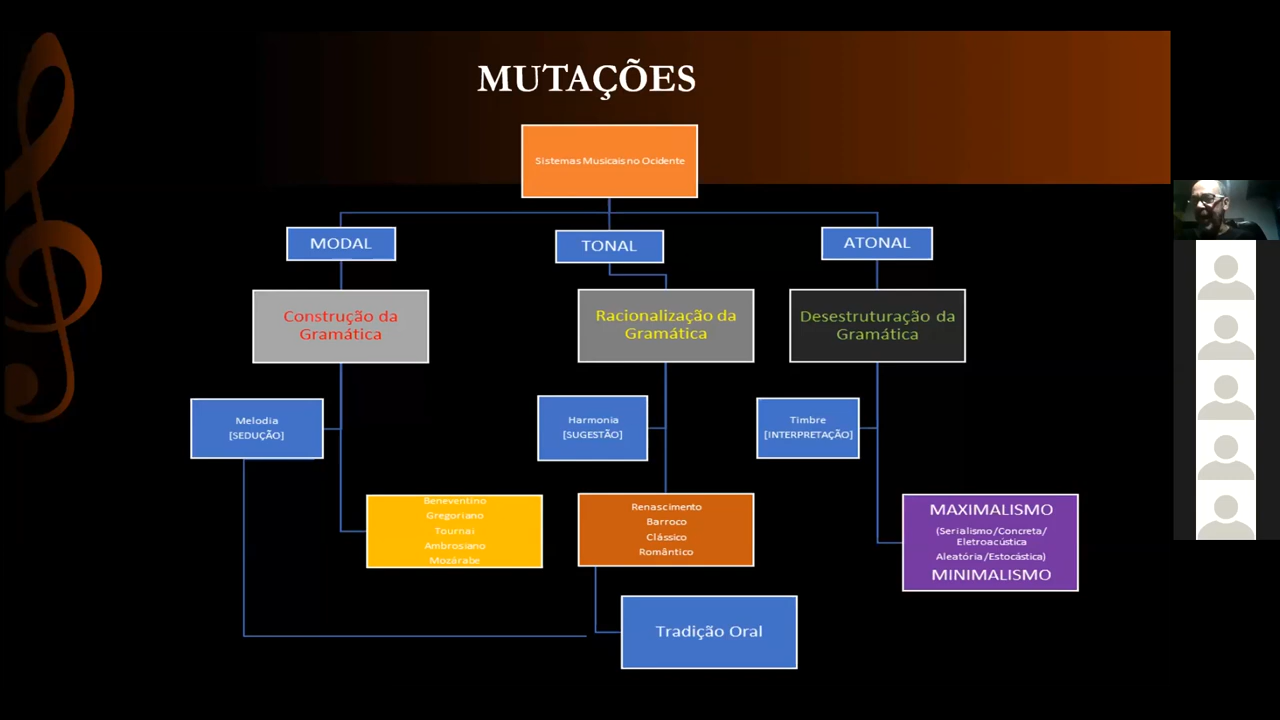 MUTAÇÕES
Sistemas Musicais no Ocidente
MODAL
TONAL
ATONAL
Construção da
Gramática
Racionalização da
Gramática
Desestruturação da
Gramática
Melodia
[SEDUÇÃO]
Harmonia
[SUGESTÃO]
Timbre
[INTERPRETAÇÃO]
Beneventino
Gregoriano
Tournai
Ambrosiano
Mozárabe
Renascimento
Barroco
Clássico
Romântico
MAXIMALISMO
(Serialismo/Concreta/
Eletroacústica
Aleatória/Estocástica)
MINIMALISMO
Tradição Oral